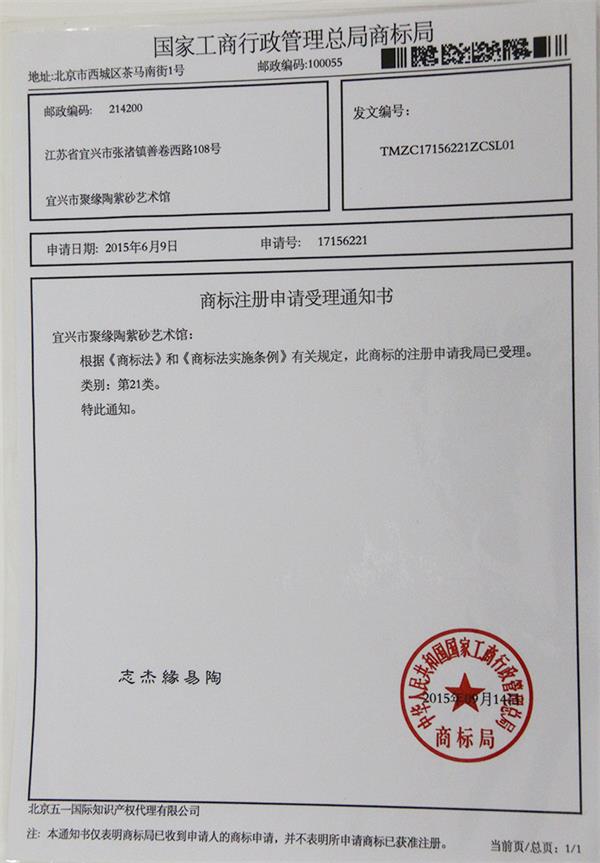 国家工商行政管理总局商标局
地址:北京市西城区茶马南街1号
邮政编码:100055
邮政编码: 214200
江苏省宜兴市张渚镇善卷西路108号
宜兴市聚缘陶紫砂艺术馆
发文编号:
TMZC17156221ZCSL01
申请日期: 2015年6月9日
申请号: 17156221
商标注册申请受理通知书
宜兴市聚缘陶紫砂艺术馆:
根据《商标法》和《商标法实施条例》有关规定，此商标的注册申请我局已受理。
类别: 第21类。
特此通知。
志杰緣易陶
中华人民共和国国家工商行政管理总局
2015年09月14日
商标局
北京五一国际知识产权代理有限公司
注: 本通知书仅表明商标局已收到申请人的商标申请，并不表明所申请商标已获准注册。
当前页/总页: 1/1